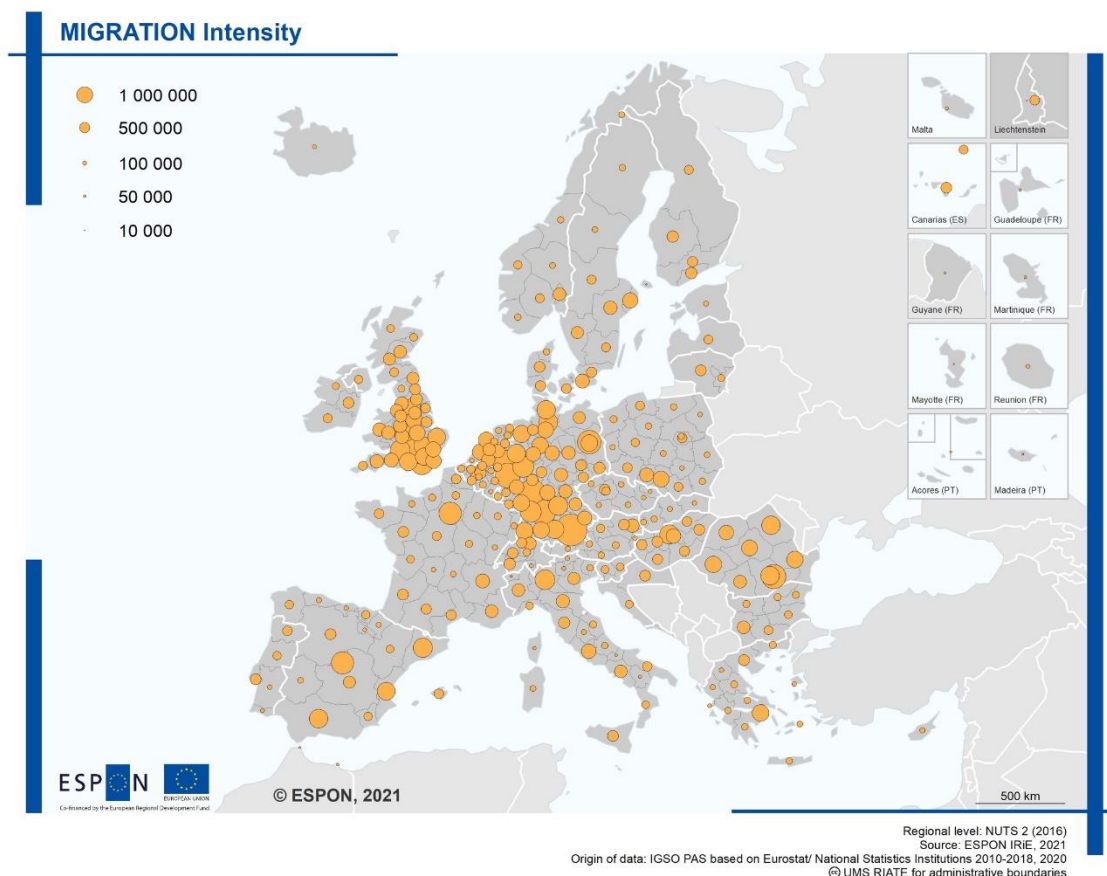 MIGRATION Intensity
1 000 000
500 000
100 000
50 000
10 000
Malta
Liechtenstein
Canarias (ES)
Guadeloupe (FR)
Guyane (FR)
Martinique (FR)
Mayotte (FR)
Reunion (FR)
Acores (PT)
Madeira (PT)
ESPON
EUROPEAN UNION
Co-financed by the European Regional Development Fund
© ESPON, 2021
500 km
Regional level: NUTS 2 (2016)
Source: ESPON IRiE, 2021
Origin of data: IGSO PAS based on Eurostat/ National Statistics Institutions 2010-2018, 2020
cc UMS RIATE for administrative boundaries